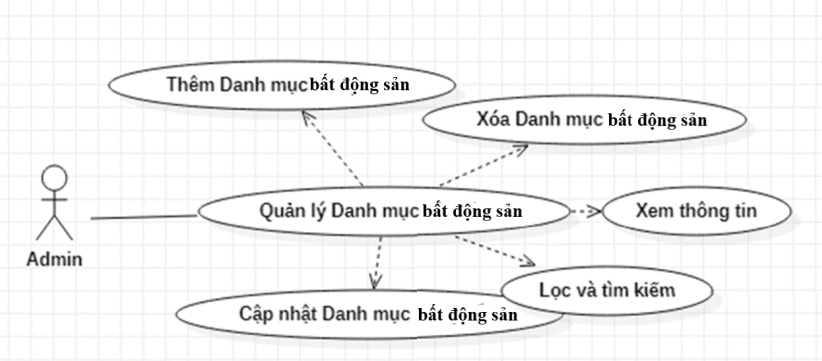 Thêm Danh mục bất động sản
Xóa Danh mục bất động sản
Quản lý Danh mục bất động sản
Xem thông tin
Admin
Lọc và tìm kiếm
Cập nhật Danh mục bất động sản